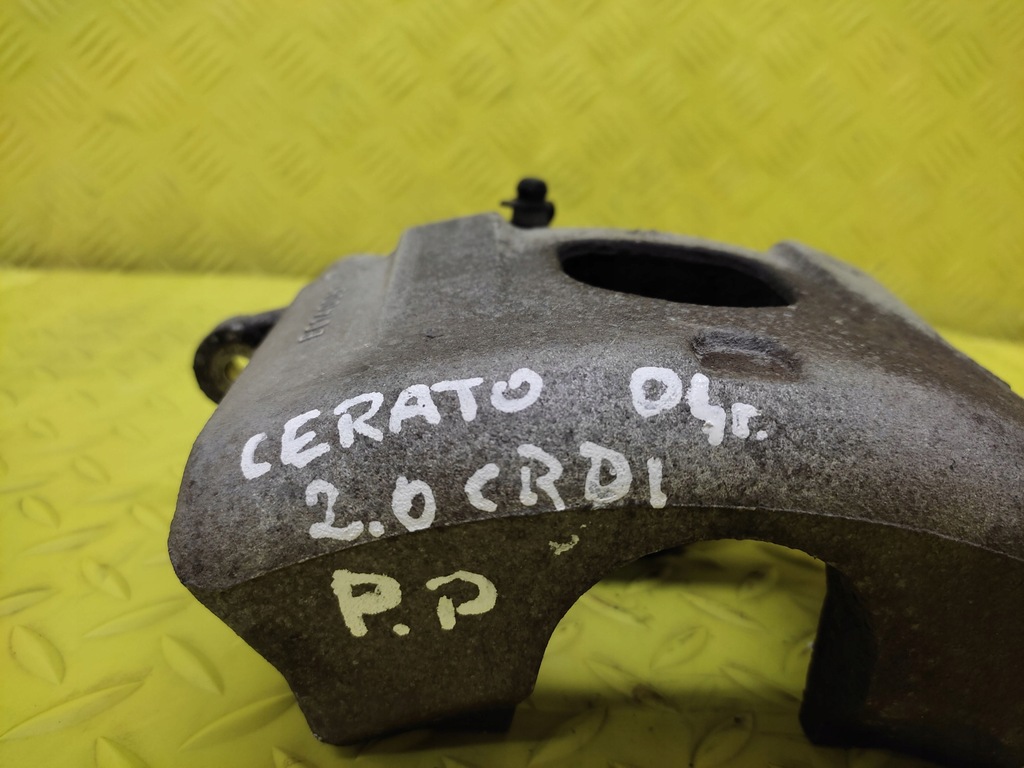 CERATO 04r.
2.0 CRDI
P.P